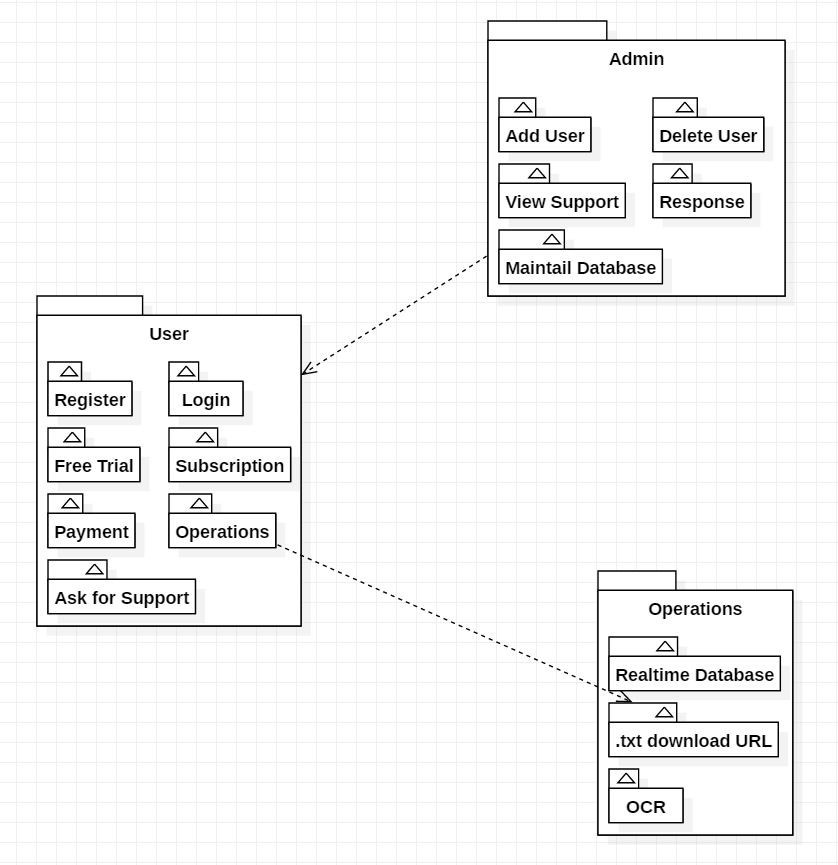 Admin
Add User
Delete User
View Support
Response
Maintail Database
User
Register
Login
Free Trial
Subscription
Payment
Operations
Ask for Support
Operations
Realtime Database
.txt download URL
OCR